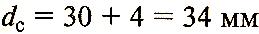 d_c = 30 + 4 = 34 мм